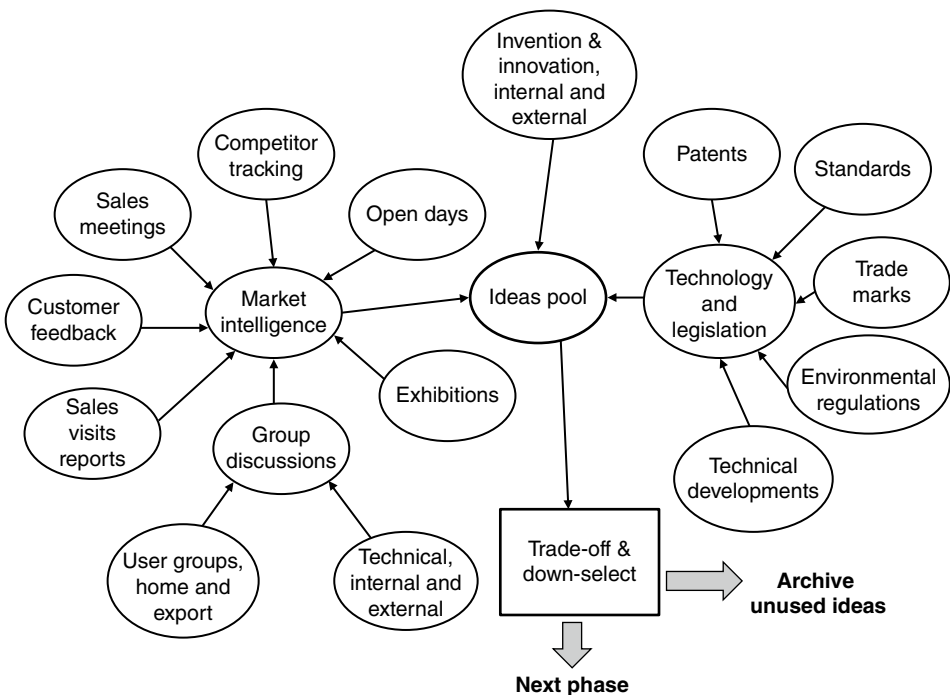 Invention &
innovation,
internal and
external
Competitor
tracking
Patents
Standards
Sales
meetings
Open days
Market
intelligence
Ideas pool
Technology
and
legislation
Trade
marks
Customer
feedback
Exhibitions
Environmental
regulations
Sales
visits
reports
Group
discussions
Technical
developments
User groups,
home and
export
Technical,
internal and
external
Trade-off &
down-select
Archive
unused ideas
Next phase